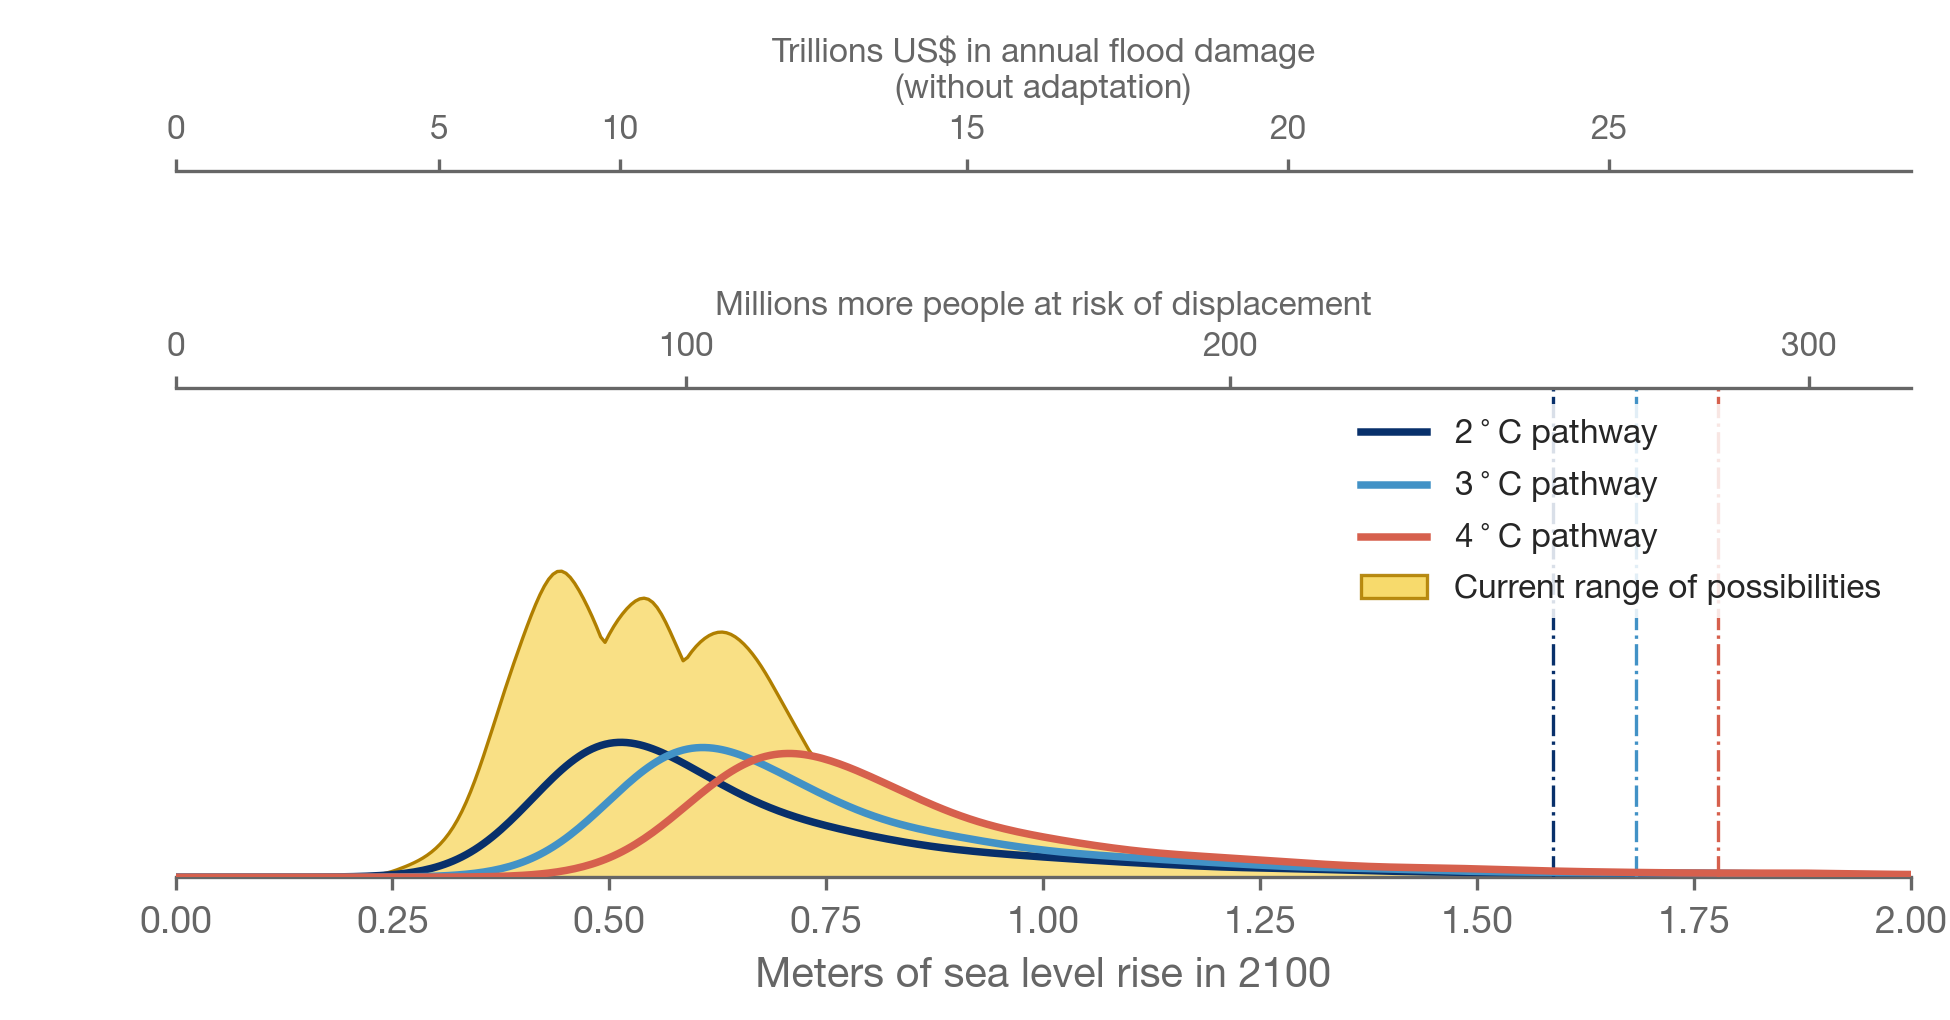 Trillions US$ in annual flood damage
(without adaptation)
0 5 10 15 20 25
Millions more people at risk of displacement
0 100 200 300
2°C pathway
3°C pathway
4°C pathway
Current range of possibilities
0.00 0.25 0.50 0.75 1.00 1.25 1.50 1.75 2.00
Meters of sea level rise in 2100